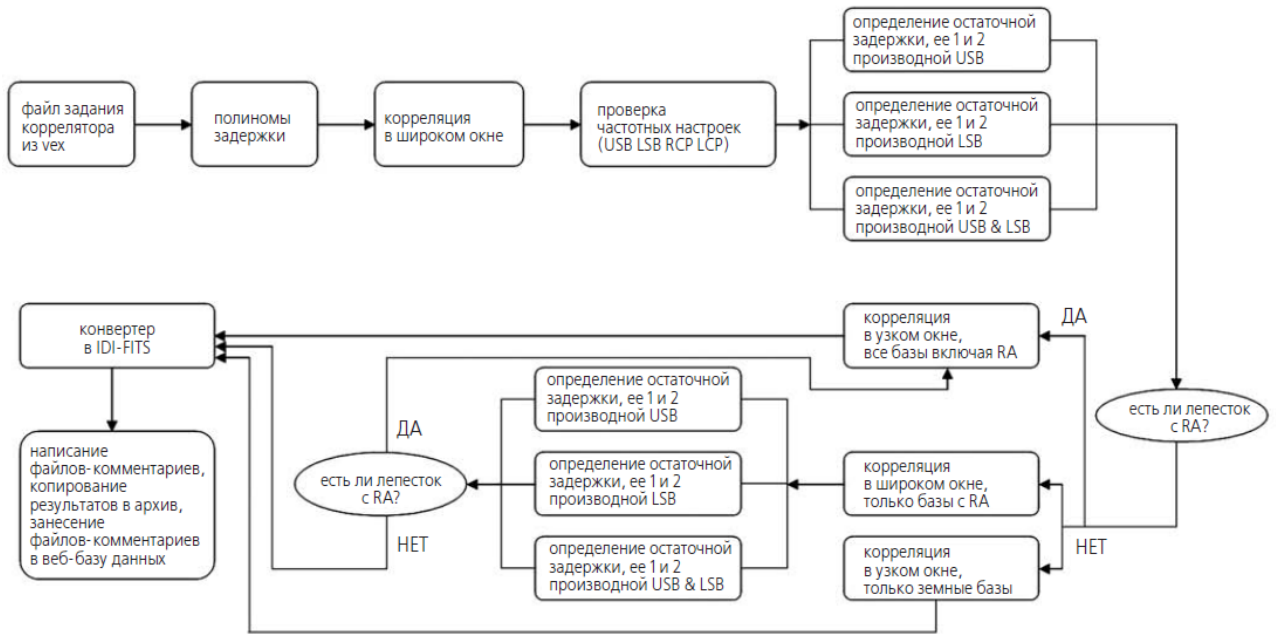 файл задания
коррелятора
из vex
полиномы
задержки
корреляция
в широком окне
проверка
частотных настроек
(USB LSB RCP LCP)
определение остаточной
задержки, ее 1 и 2
производной USB
определение остаточной
задержки, ее 1 и 2
производной LSB
определение остаточной
задержки, ее 1 и 2
производной USB & LSB
есть ли лепесток
с RA?
ДА
НЕТ
корреляция
в узком окне,
все базы включая RA
корреляция
в широком окне,
только базы с RA
корреляция
в узком окне,
только земные базы
определение остаточной
задержки, ее 1 и 2
производной USB
определение остаточной
задержки, ее 1 и 2
производной LSB
определение остаточной
задержки, ее 1 и 2
производной USB & LSB
есть ли лепесток
с RA?
ДА
НЕТ
конвертер
в IDI-FITS
написание
файлов-комментариев,
копирование
результатов в архив,
занесение
файлов-комментариев
в веб-базу данных